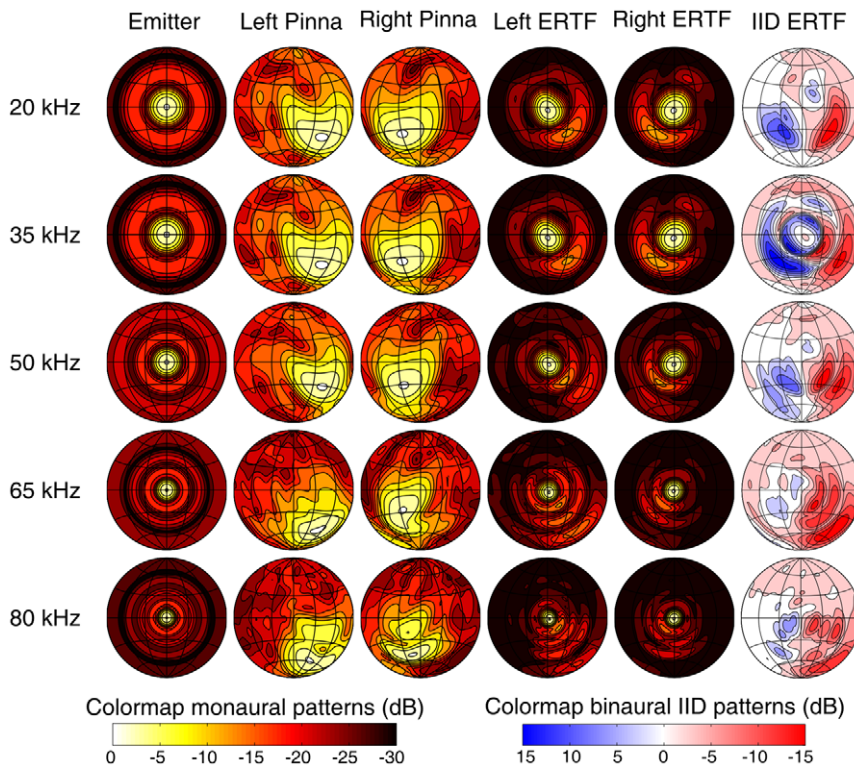 Emitter Left Pinna Right Pinna Left ERTF Right ERTF IID ERTF
20 kHz
35 kHz
50 kHz
65 kHz
80 kHz
Colormap monaural patterns (dB) Colormap binaural IID patterns (dB)
0 -5 -10 -15 -20 -25 -30 15 10 5 0 -5 -10 -15